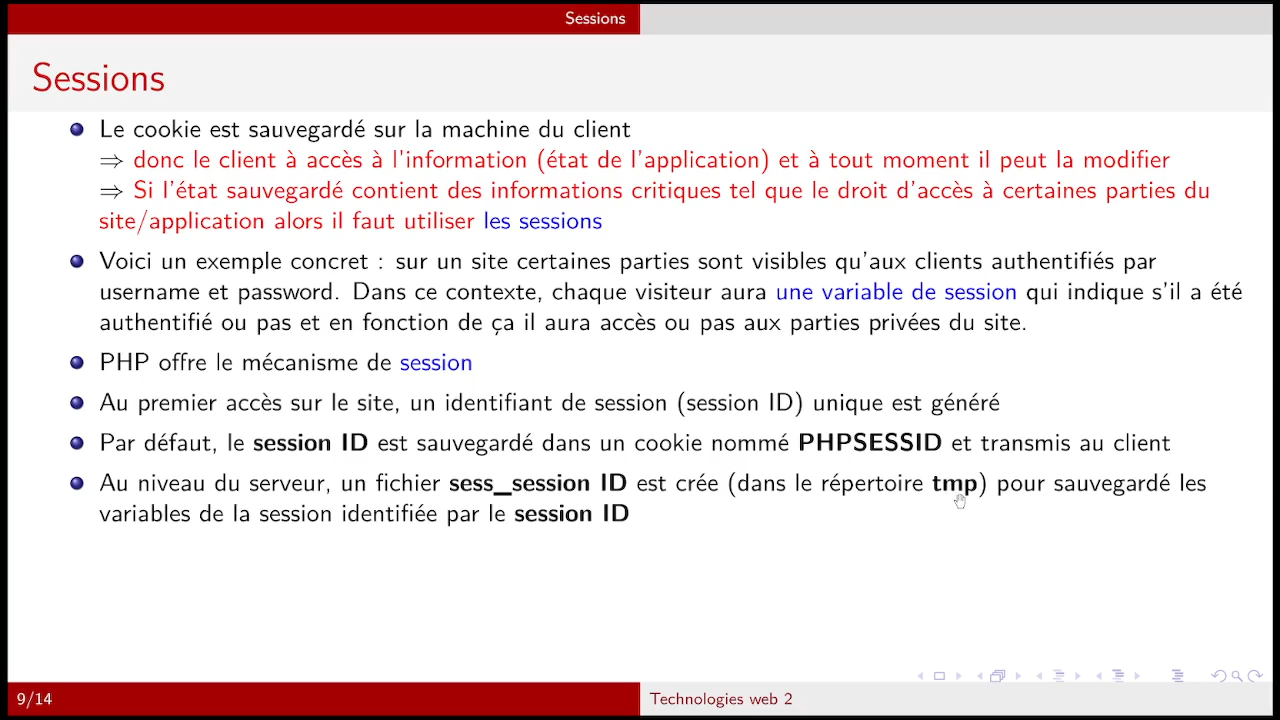 Sessions
Sessions
Le cookie est sauvegardé sur la machine du client
⇒ donc le client à accès à l'information (état de l'application) et à tout moment il peut la modifier
⇒ Si l'état sauvegardé contient des informations critiques tel que le droit d'accès à certaines parties du
site/application alors il faut utiliser les sessions
Voici un exemple concret : sur un site certaines parties sont visibles qu'aux clients authentifiés par
username et password. Dans ce contexte, chaque visiteur aura une variable de session qui indique s'il a été
authentifié ou pas et en fonction de ça il aura accès ou pas aux parties privées du site.
PHP offre le mécanisme de session
Au premier accès sur le site, un identifiant de session (session ID) unique est généré
Par défaut, le session ID est sauvegardé dans un cookie nommé PHPSESSID et transmis au client
Au niveau du serveur, un fichier sess_session ID est crée (dans le répertoire tmp) pour sauvegardé les
variables de la session identifiée par le session ID
9/14
Technologies web 2